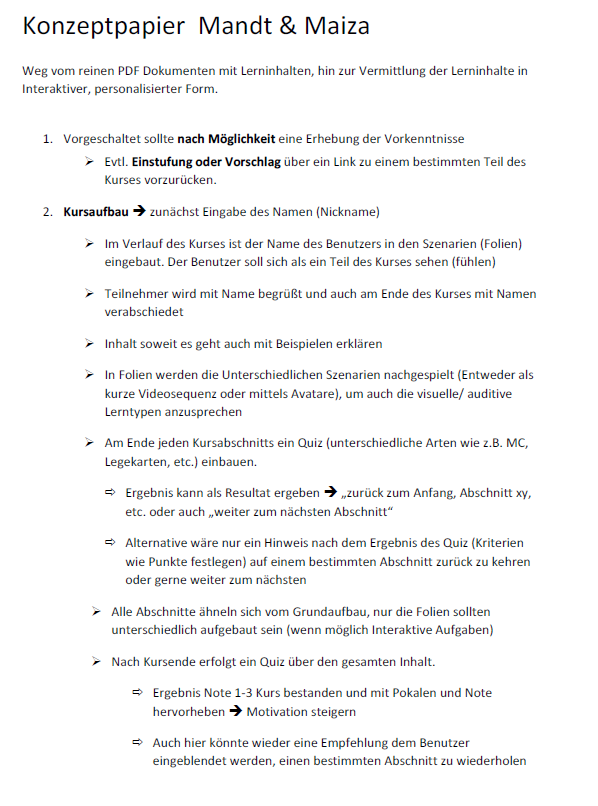 Konzeptpapier Mandt & Maiza
Weg vom reinen PDF Dokumenten mit Lerninhalten, hin zur Vermittlung der Lerninhalte in
Interaktiver, personalisierter Form.
1. Vorgeschaltet sollte nach Möglichkeit eine Erhebung der Vorkenntnisse
➢ Evtl. Einstufung oder Vorschlag über ein Link zu einem bestimmten Teil des
Kurses vorzurücken.
2. Kursaufbau ➔ zunächst Eingabe des Namen (Nickname)
➢ Im Verlauf des Kurses ist der Name des Benutzers in den Szenarien (Folien)
eingebaut. Der Benutzer soll sich als ein Teil des Kurses sehen (fühlen)
➢ Teilnehmer wird mit Name begrüßt und auch am Ende des Kurses mit Namen
verabschiedet
➢ Inhalt soweit es geht auch mit Beispielen erklären
➢ In Folien werden die Unterschiedlichen Szenarien nachgespielt (Entweder als
kurze Videosequenz oder mittels Avatare), um auch die visuelle/ auditive
Lerntypen anzusprechen
➢ Am Ende jeden Kursabschnitts ein Quiz (unterschiedliche Arten wie z.B. MC,
Legekarten, etc.) einbauen.
⇨ Ergebnis kann als Resultat ergeben ➔ „zurück zum Anfang, Abschnitt xy,
etc. oder auch „weiter zum nächsten Abschnitt“
⇨ Alternative wäre nur ein Hinweis nach dem Ergebnis des Quiz (Kriterien
wie Punkte festlegen) auf einem bestimmten Abschnitt zurück zu kehren
oder gerne weiter zum nächsten
➢ Alle Abschnitte ähneln sich vom Grundaufbau, nur die Folien sollten
unterschiedlich aufgebaut sein (wenn möglich Interaktive Aufgaben)
➢ Nach Kursende erfolgt ein Quiz über den gesamten Inhalt.
⇨ Ergebnis Note 1-3 Kurs bestanden und mit Pokalen und Note
hervorheben ➔ Motivation steigern
⇨ Auch hier könnte wieder eine Empfehlung dem Benutzer
eingeblendet werden, einen bestimmten Abschnitt zu wiederholen